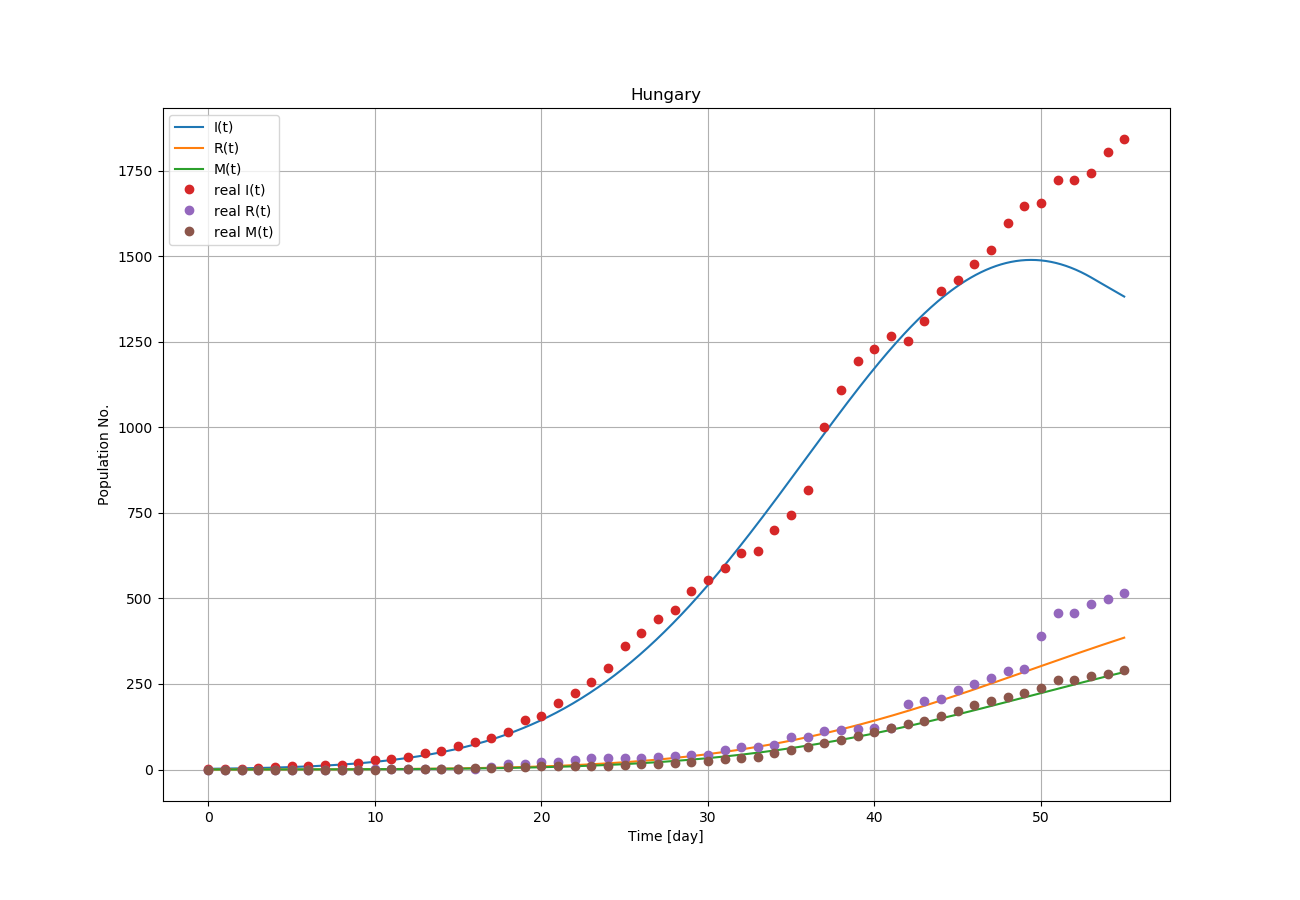 Hungary
I(t)
R(t)
M(t)
real I(t)
real R(t)
real M(t)
1750
1500
1250
1000
750
500
250
0
Population No.
0 10 20 30 40 50
Time [day]